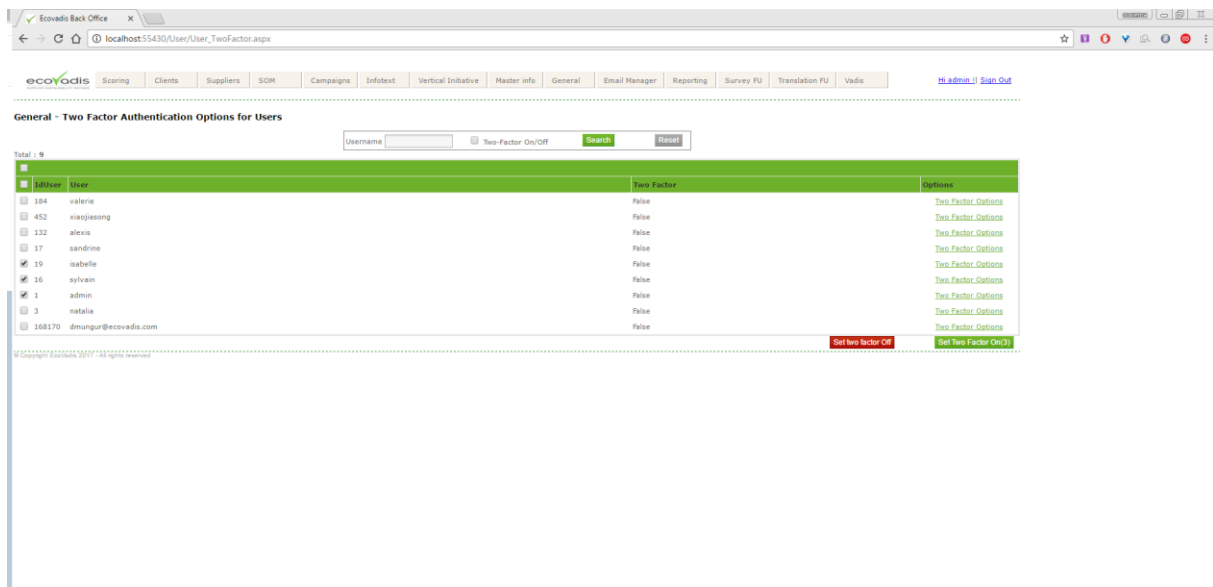 Ecovadis Back Office
localhost:55430/User/User_TwoFactor.aspx
ecovadis Scoring Clients Suppliers SOM Campaigns Infotext Vertical Initiative Master info General Email Manager Reporting Survey FU Translation FU Vadis Hi admin !| Sign Out
General - Two Factor Authentication Options for Users
Username Two-Factor On/Off Search Reset
Total : 9
IdUser User Two Factor Options
184 valerie False Two Factor Options
452 xiaojiasong False Two Factor Options
132 alexis False Two Factor Options
17 sandrine False Two Factor Options
19 isabelle False Two Factor Options
16 sylvain False Two Factor Options
1 admin False Two Factor Options
3 natalia False Two Factor Options
168170 dmungur@ecovadis.com False Two Factor Options
Set two factor Off Set Two Factor On(3)
© Copyright EcoVadis 2017 - All rights reserved